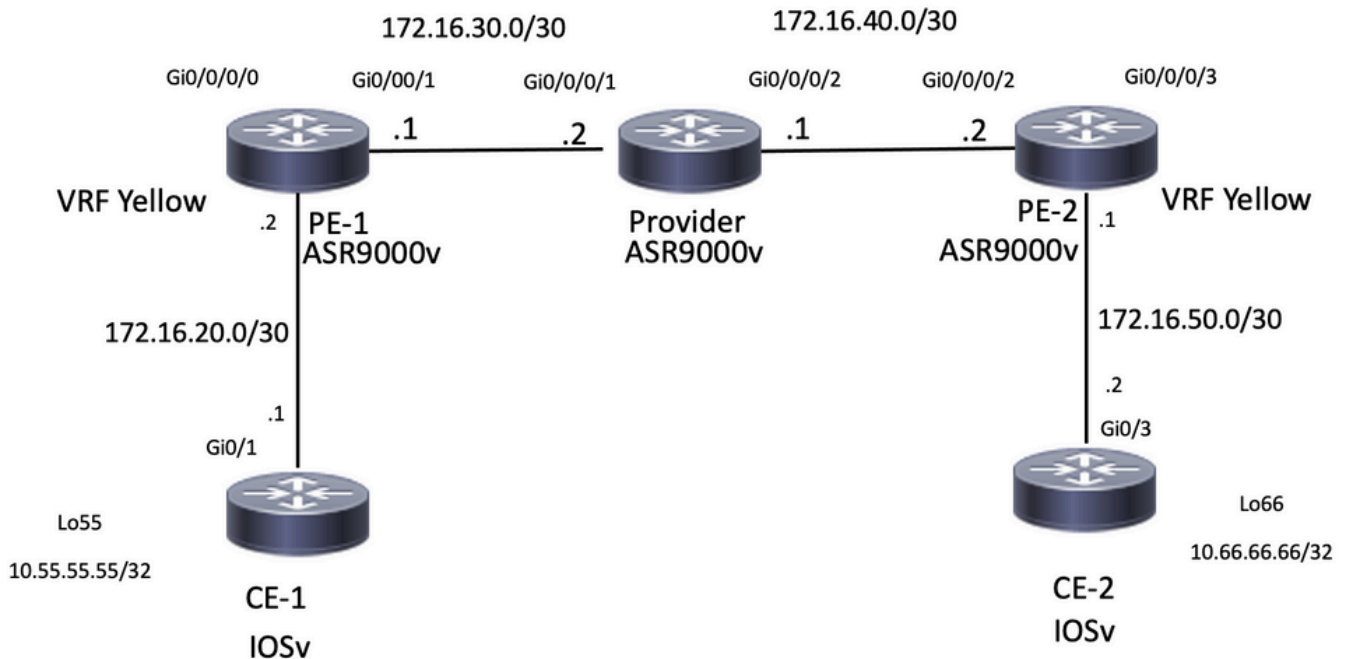 172.16.30.0/30
172.16.40.0/30
Gi0/0/0/0
Gi0/00/1
Gi0/0/0/1
Gi0/0/0/2
Gi0/0/0/2
Gi0/0/0/3
.1
.2
.1
.2
VRF Yellow
.2
PE-1
ASR9000v
Provider
ASR9000v
PE-2
ASR9000v
.1
VRF Yellow
172.16.20.0/30
172.16.50.0/30
.1
Gi0/1
.2
Gi0/3
Lo55
10.55.55.55/32
CE-1
IOSv
Lo66
10.66.66.66/32
CE-2
IOSv